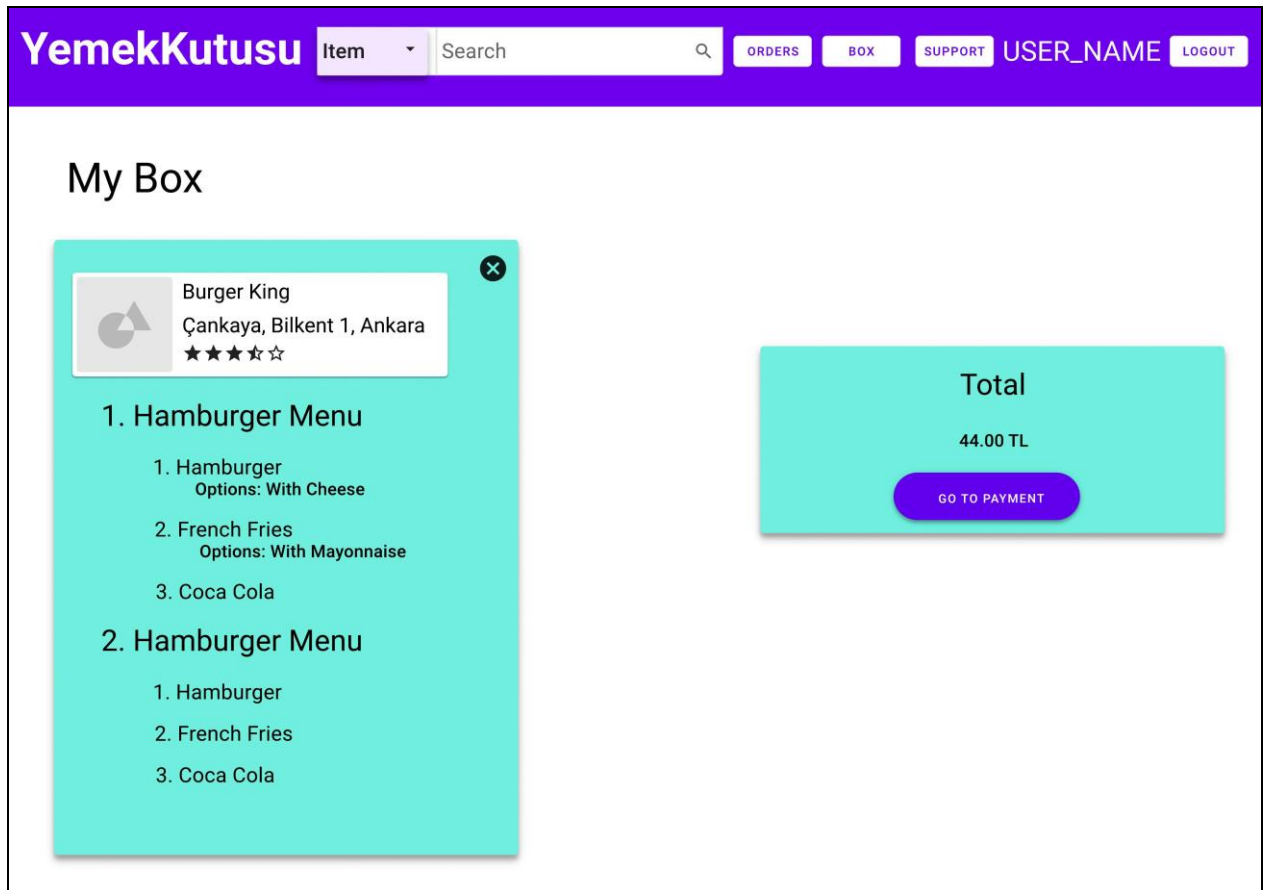 YemekKutusu Item Search ORDERS BOX SUPPORT USER_NAME LOGOUT
My Box
Burger King
Çankaya, Bilkent 1, Ankara
1. Hamburger Menu
1. Hamburger
Options: With Cheese
2. French Fries
Options: With Mayonnaise
3. Coca Cola
2. Hamburger Menu
1. Hamburger
2. French Fries
3. Coca Cola
Total
44.00 TL
GO TO PAYMENT